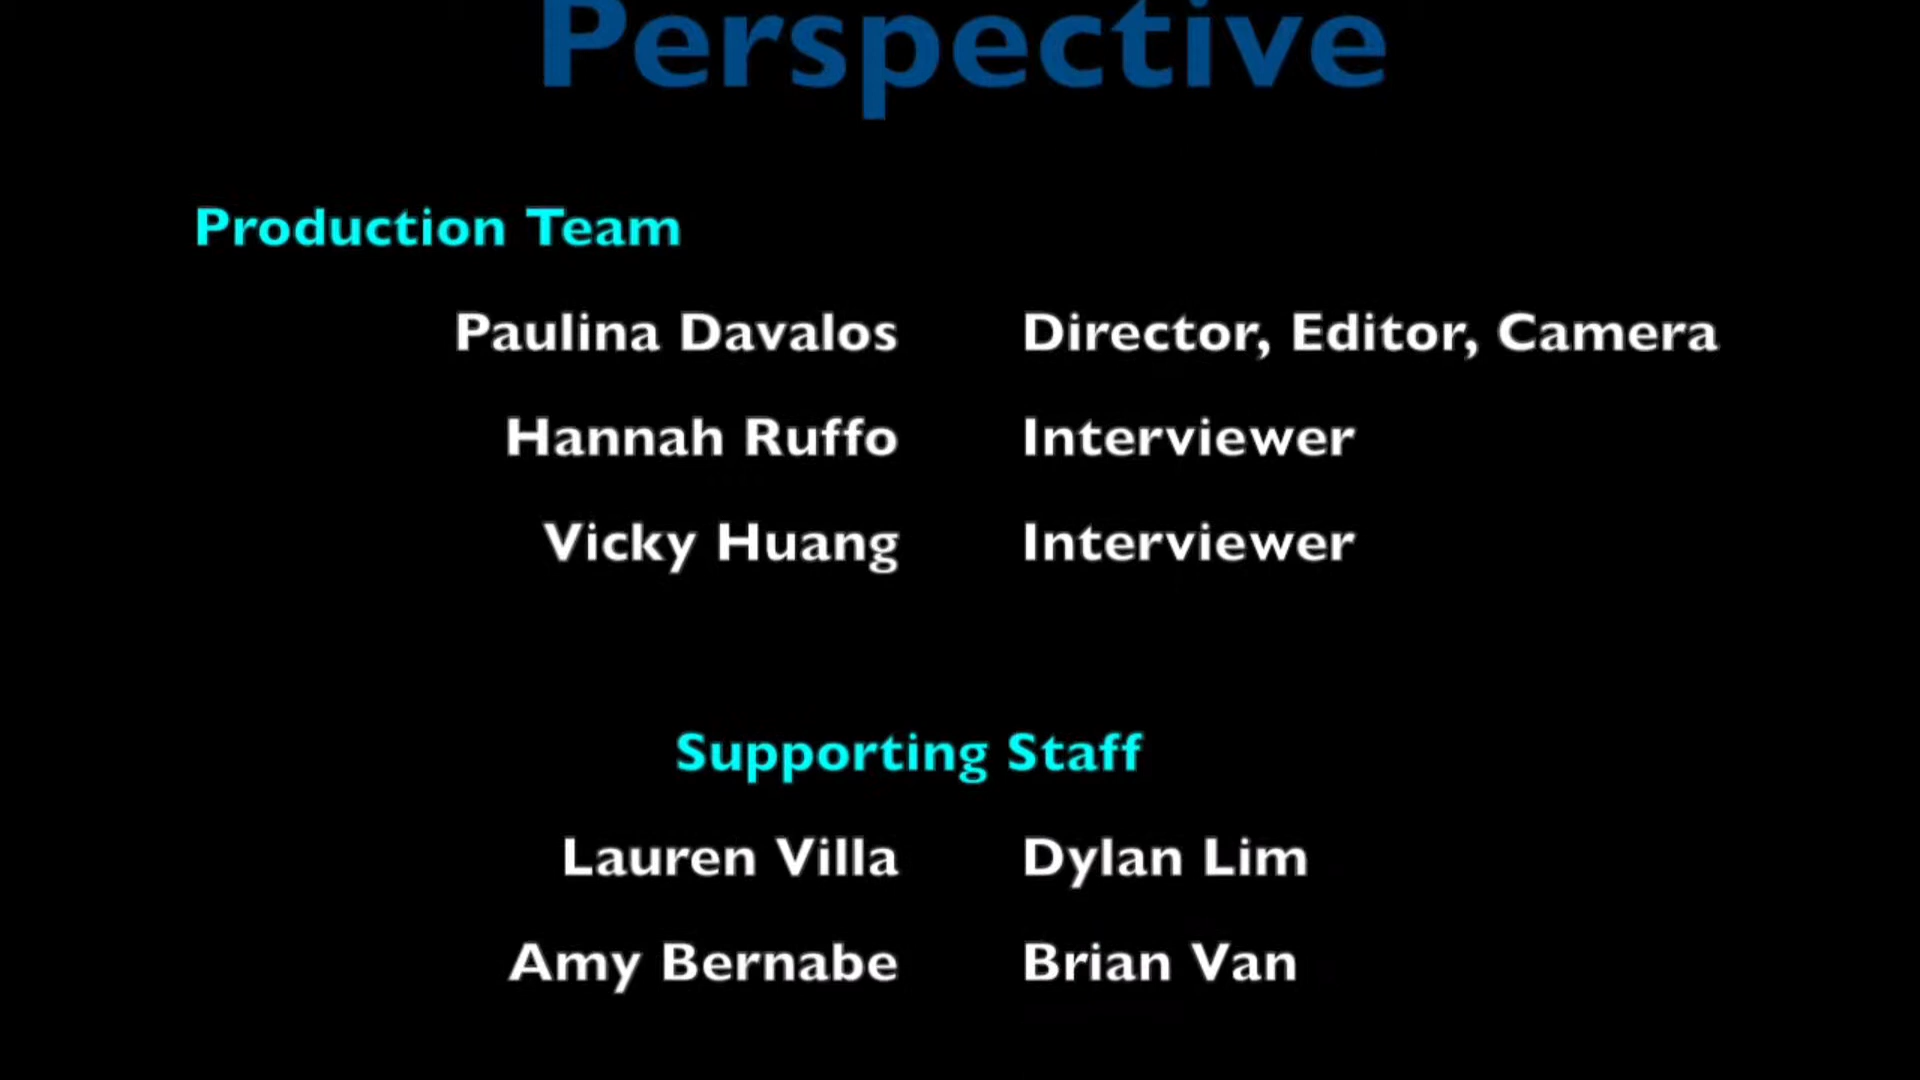 Perspective
Production Team
Paulina Davalos Director, Editor, Camera
Hannah Ruffo Interviewer
Vicky Huang Interviewer
Supporting Staff
Lauren Villa Dylan Lim
Amy Bernabe Brian Van